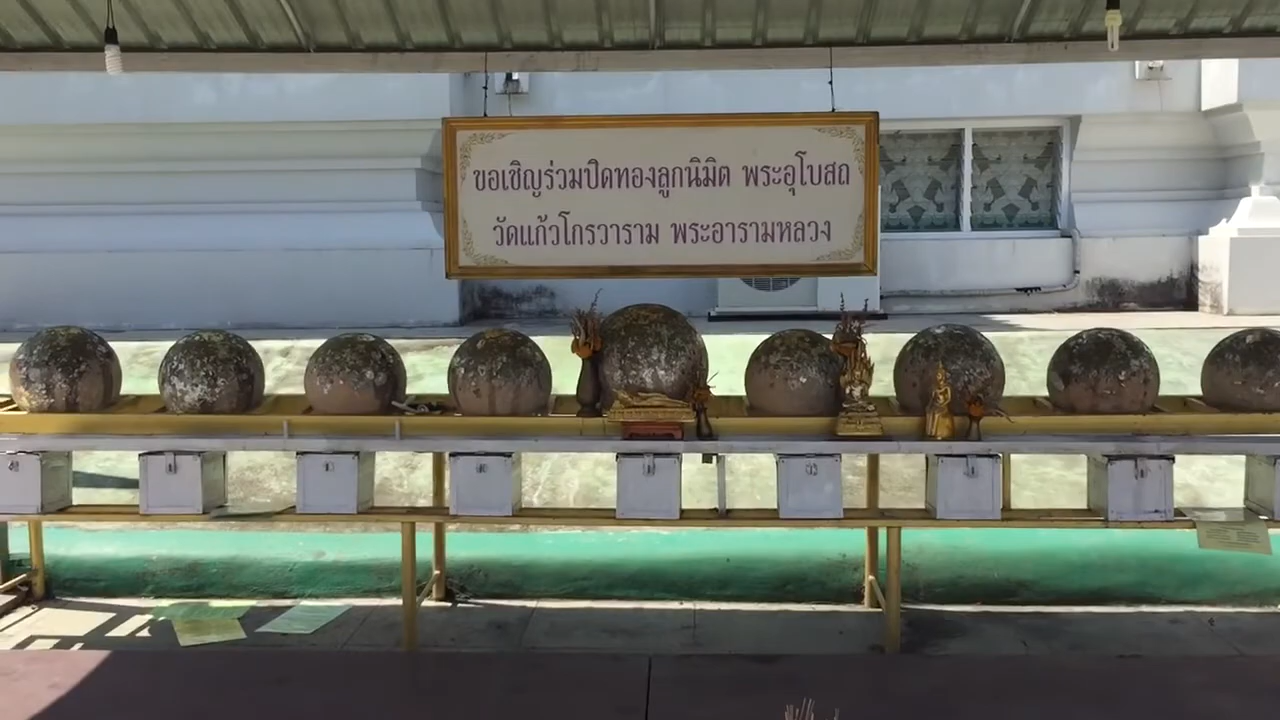 ขอเชิญร่วมปิดทองลูกนิมิต พระอุโบสถ
วัดแก้วโกรวาราม พระอารามหลวง